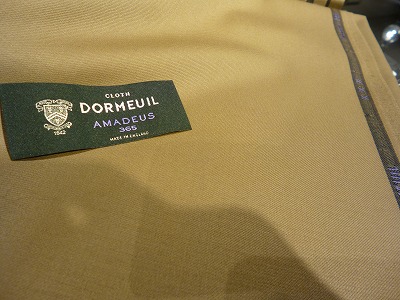 CLOTH
DORMEUIL
AMADEUS
365
MADE IN ENGLAND
1842